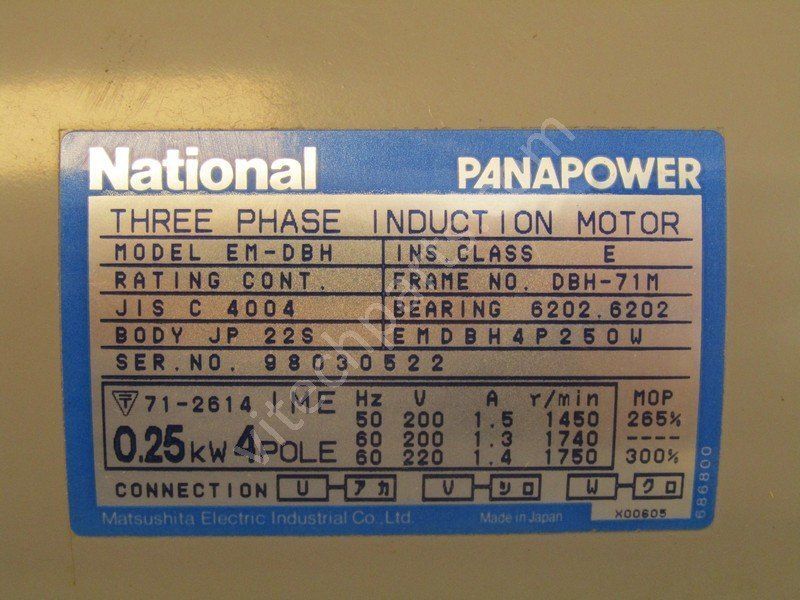 National PANAPOWER
THREE PHASE INDUCTION MOTOR
MODEL EM-DBH INS.CLASS E
RATING CONT. FRAME NO. DBH-71M
JIS C 4004 BEARING 6202.6202
BODY JP 22S EMDBH4P250W
SER.NO. 98030522
〒 71-2614 IME Hz V A r/min MOP
50 200 1.5 1450 265%
0.25kW 4POLE 60 200 1.3 1740 ----
60 220 1.4 1750 300%
CONNECTION U アカ V シロ W クロ
Matsushita Electric Industrial Co.,Ltd. Made in Japan X00605
686800
vitechparts.com